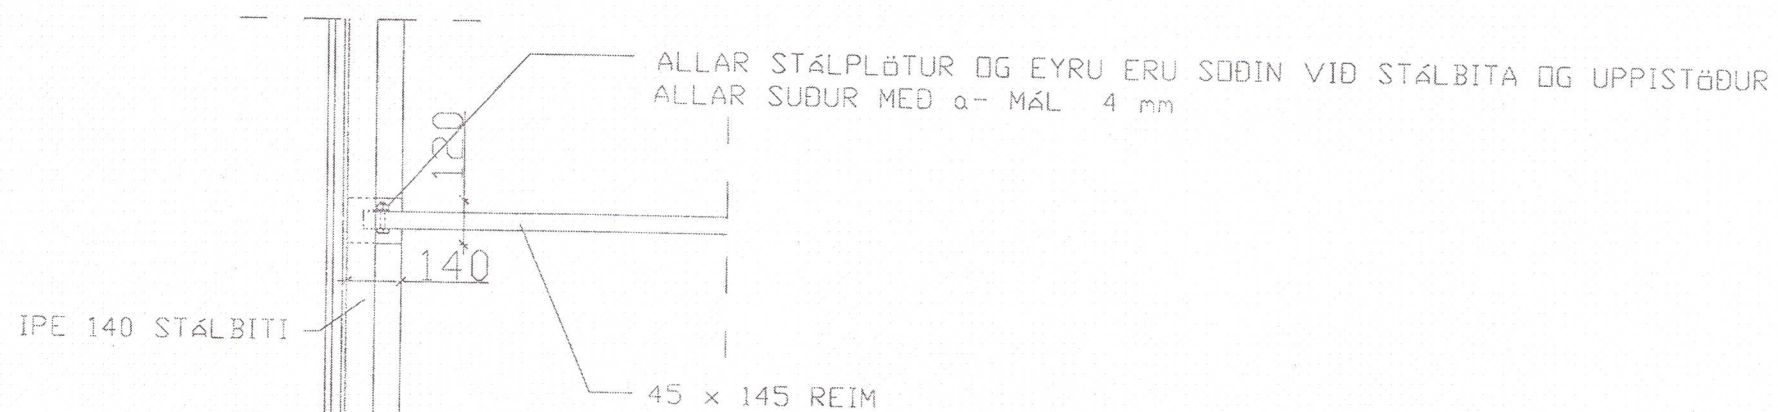 ALLAR STÁLPLÖTUR OG EYRU ERU SOÐIN VIÐ STÁLBITA OG UPPISTÖÐUR
ALLAR SUÐUR MEÐ a- MÁL 4 mm
120
140
IPE 140 STÁLBITI
45 x 145 REIM